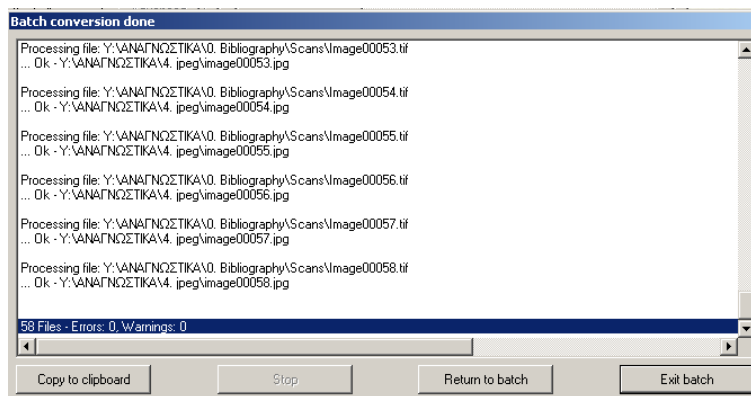 Batch conversion done
Processing file: Y:\ΑΝΑΓΝΩΣΤΙΚΑ\0. Bibliography\Scans\Image00053.tif
... Ok - Y:\ΑΝΑΓΝΩΣΤΙΚΑ\4. jpeg\image00053.jpg
Processing file: Y:\ΑΝΑΓΝΩΣΤΙΚΑ\0. Bibliography\Scans\Image00054.tif
... Ok - Y:\ΑΝΑΓΝΩΣΤΙΚΑ\4. jpeg\image00054.jpg
Processing file: Y:\ΑΝΑΓΝΩΣΤΙΚΑ\0. Bibliography\Scans\Image00055.tif
... Ok - Y:\ΑΝΑΓΝΩΣΤΙΚΑ\4. jpeg\image00055.jpg
Processing file: Y:\ΑΝΑΓΝΩΣΤΙΚΑ\0. Bibliography\Scans\Image00056.tif
... Ok - Y:\ΑΝΑΓΝΩΣΤΙΚΑ\4. jpeg\image00056.jpg
Processing file: Y:\ΑΝΑΓΝΩΣΤΙΚΑ\0. Bibliography\Scans\Image00057.tif
... Ok - Y:\ΑΝΑΓΝΩΣΤΙΚΑ\4. jpeg\image00057.jpg
Processing file: Y:\ΑΝΑΓΝΩΣΤΙΚΑ\0. Bibliography\Scans\Image00058.tif
... Ok - Y:\ΑΝΑΓΝΩΣΤΙΚΑ\4. jpeg\image00058.jpg
58 Files - Errors: 0, Warnings: 0
Copy to clipboard Stop Return to batch Exit batch